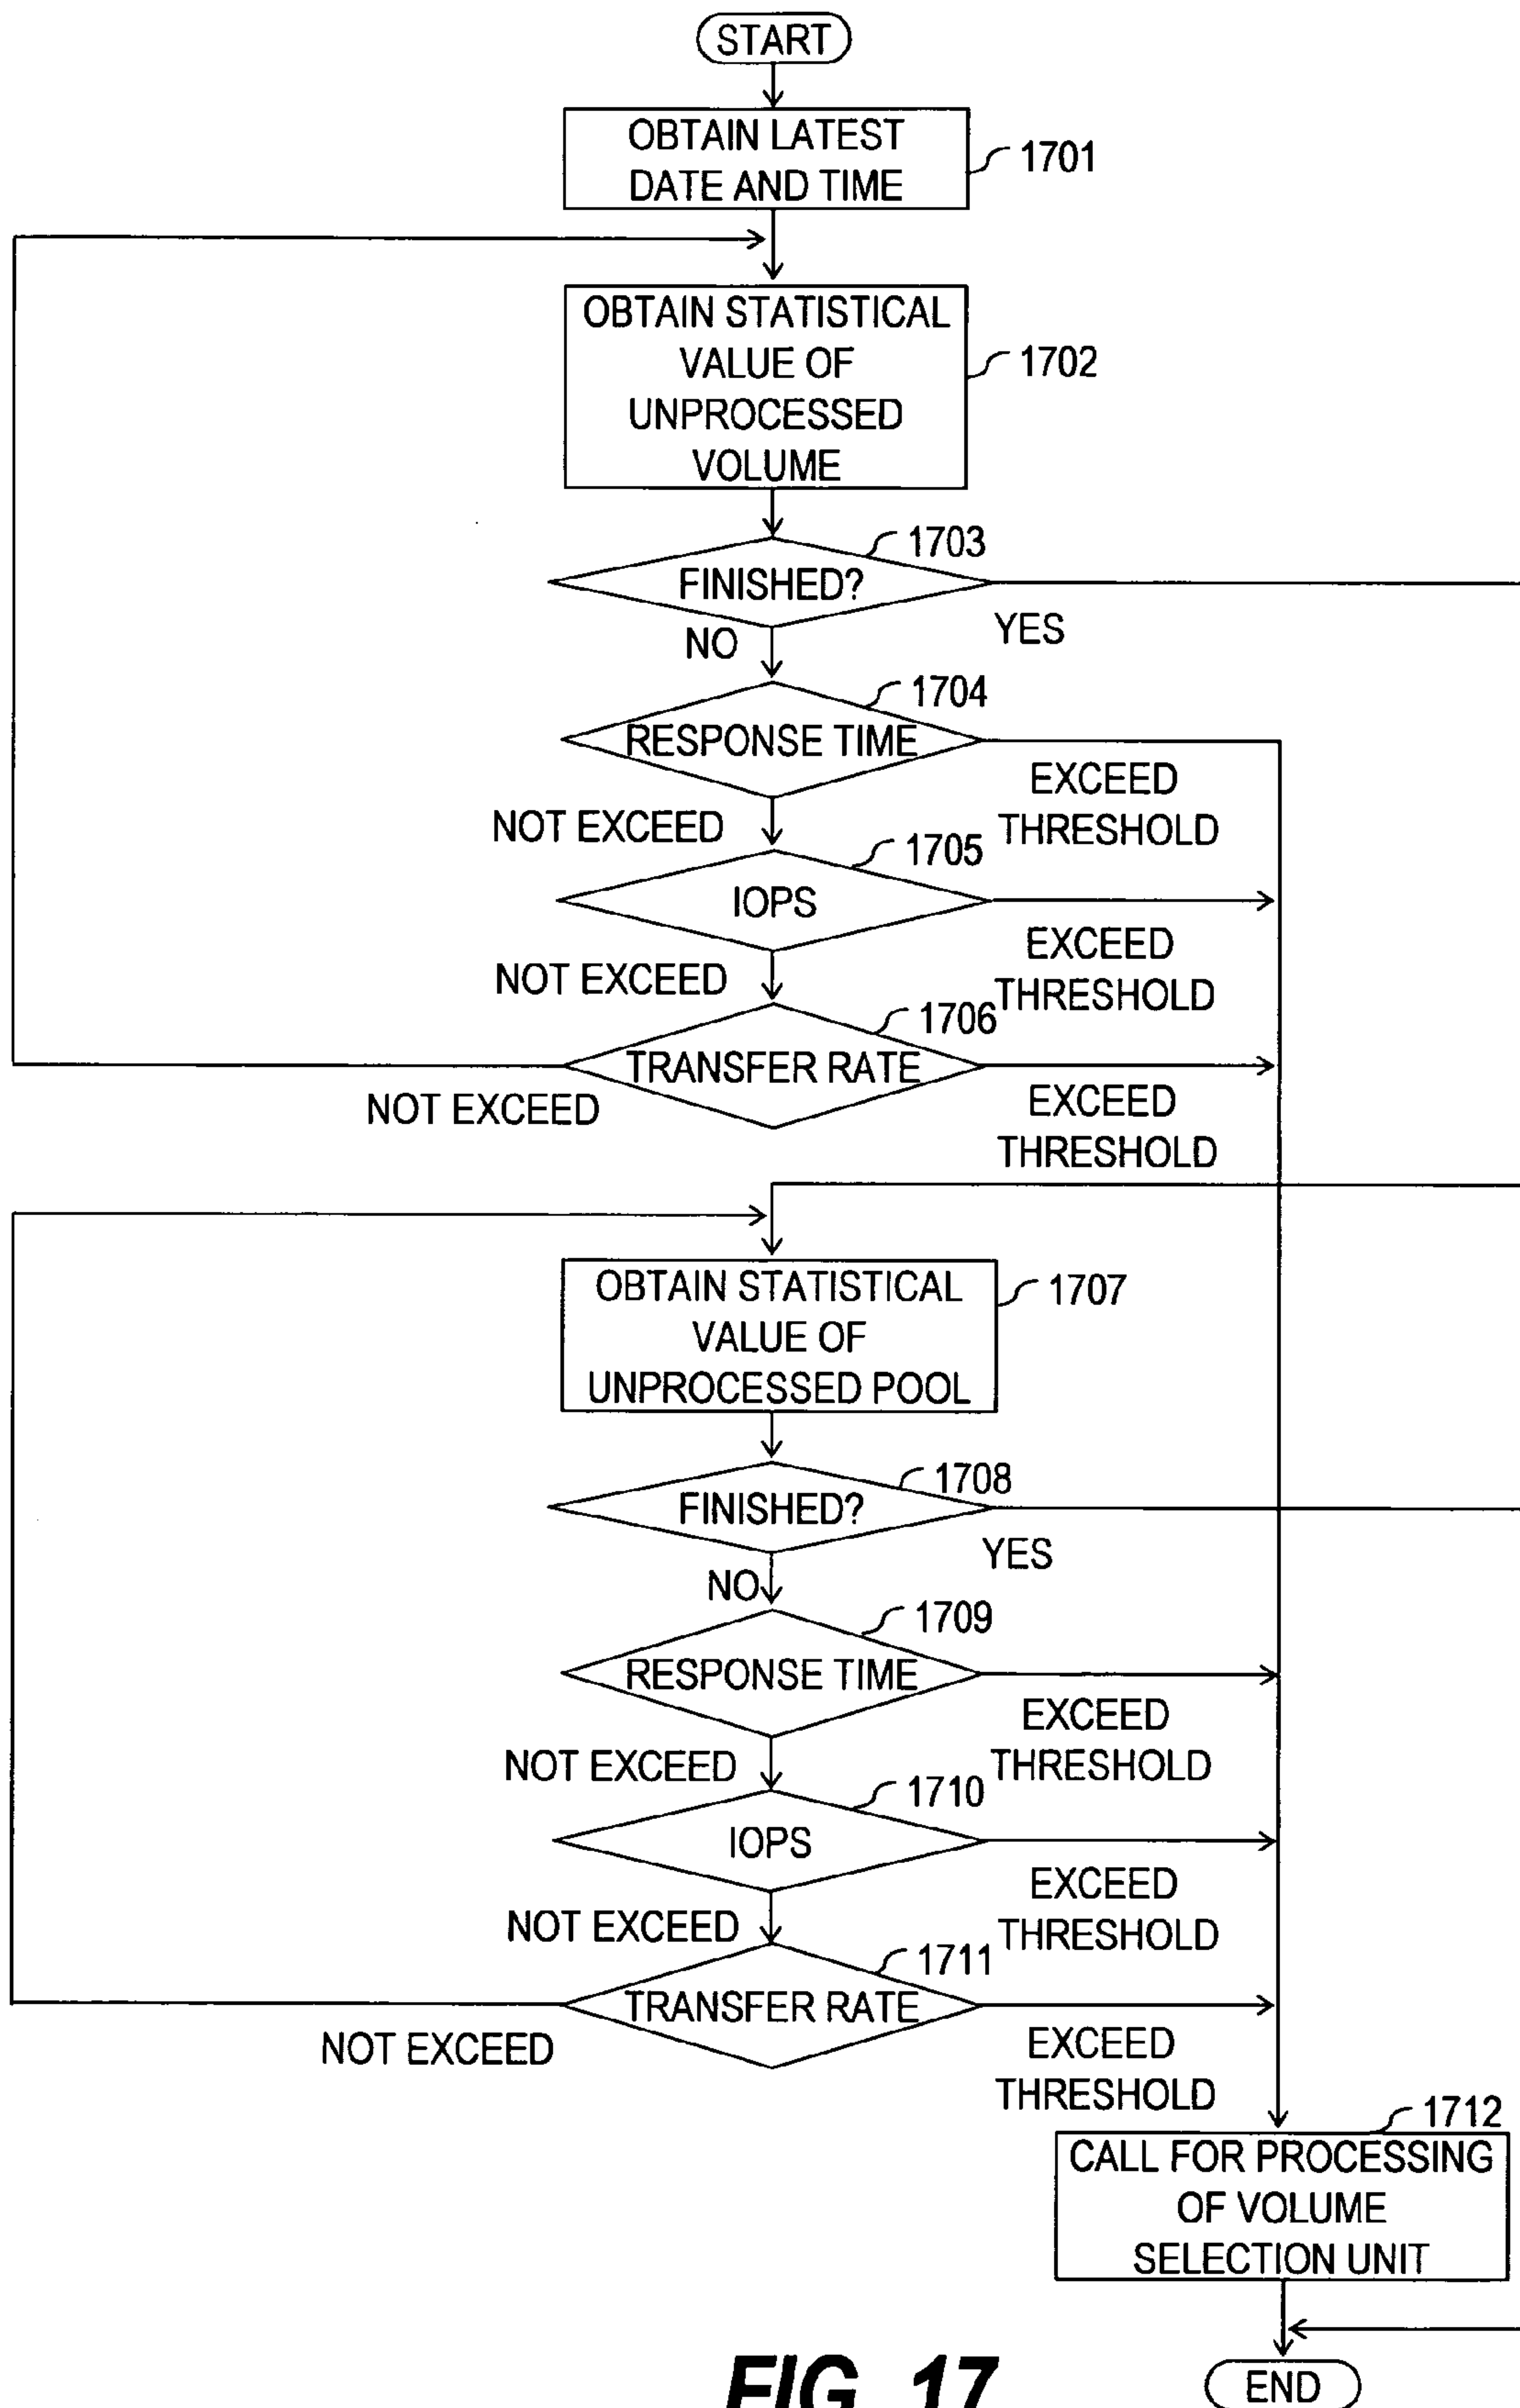 START
OBTAIN LATEST
DATE AND TIME
1701
OBTAIN STATISTICAL
VALUE OF
UNPROCESSED
VOLUME
1702
1703
FINISHED?
YES
NO
1704
RESPONSE TIME
EXCEED
THRESHOLD
NOT EXCEED
1705
IOPS
EXCEED
THRESHOLD
NOT EXCEED
1706
TRANSFER RATE
NOT EXCEED
EXCEED
THRESHOLD
OBTAIN STATISTICAL
VALUE OF
UNPROCESSED POOL
1707
1708
FINISHED?
YES
NO
1709
RESPONSE TIME
EXCEED
THRESHOLD
NOT EXCEED
1710
IOPS
EXCEED
THRESHOLD
NOT EXCEED
1711
TRANSFER RATE
NOT EXCEED
EXCEED
THRESHOLD
1712
CALL FOR PROCESSING
OF VOLUME
SELECTION UNIT
END
FIG. 17